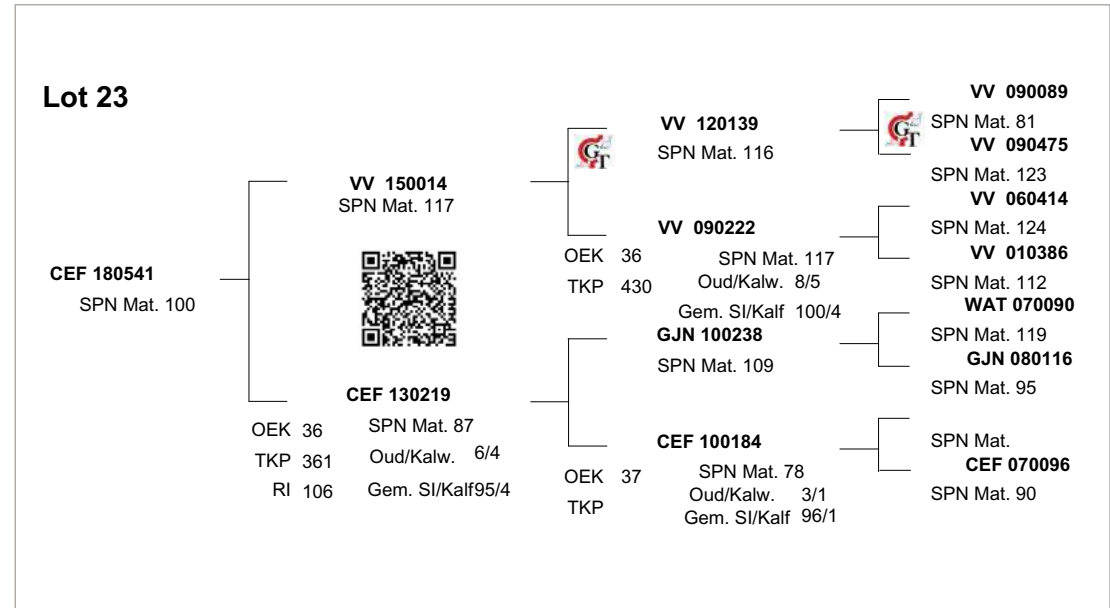 Lot 23
CEF 180541
SPN Mat. 100
VV 150014
SPN Mat. 117
CEF 130219
OEK 36 SPN Mat. 87
TKP 361 Oud/Kalw. 6/4
RI 106 Gem. SI/Kalf95/4
GT
VV 120139
SPN Mat. 116
VV 090222
OEK 36 SPN Mat. 117
TKP 430 Oud/Kalw. 8/5
Gem. SI/Kalf 100/4
GJN 100238
SPN Mat. 109
CEF 100184
OEK 37 SPN Mat. 78
TKP Oud/Kalw. 3/1
Gem. SI/Kalf 96/1
GT
VV 090089
SPN Mat. 81
VV 090475
SPN Mat. 123
VV 060414
SPN Mat. 124
VV 010386
SPN Mat. 112
WAT 070090
SPN Mat. 119
GJN 080116
SPN Mat. 95
SPN Mat.
CEF 070096
SPN Mat. 90